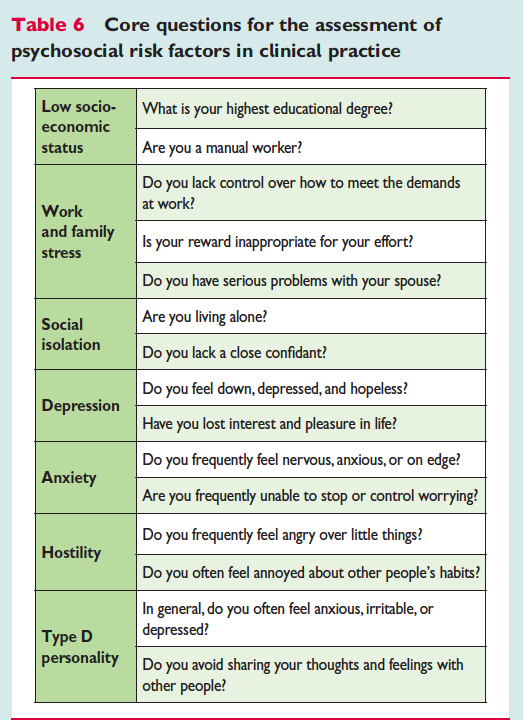 Table 6 Core questions for the assessment of
psychosocial risk factors in clinical practice
Low socio-
economic
status
What is your highest educational degree?
Are you a manual worker?
Work
and family
stress
Do you lack control over how to meet the demands
at work?
Is your reward inappropriate for your effort?
Do you have serious problems with your spouse?
Social
isolation
Are you living alone?
Do you lack a close confidant?
Depression
Do you feel down, depressed, and hopeless?
Have you lost interest and pleasure in life?
Anxiety
Do you frequently feel nervous, anxious, or on edge?
Are you frequently unable to stop or control worrying?
Hostility
Do you frequently feel angry over little things?
Do you often feel annoyed about other people's habits?
Type D
personality
In general, do you often feel anxious, irritable, or
depressed?
Do you avoid sharing your thoughts and feelings with
other people?